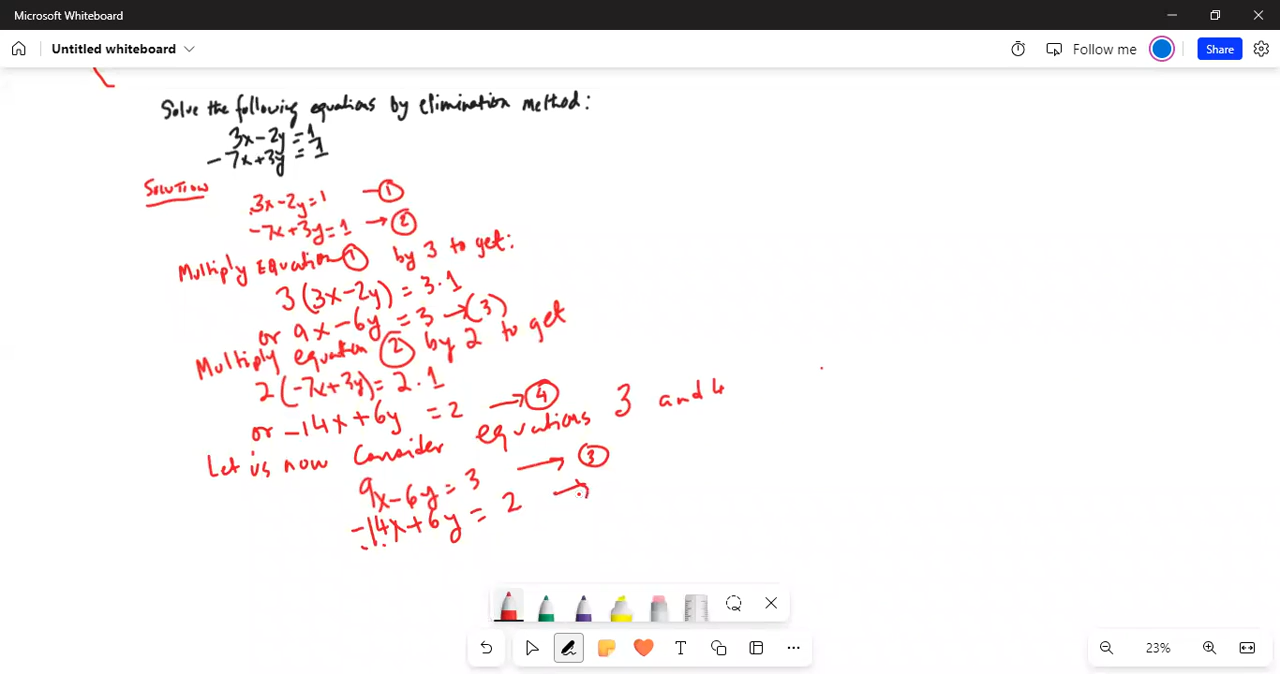 Microsoft Whiteboard
Untitled whiteboard
Follow me
Share
Solve the following equations by elimination method:
3x-2y=1
-7x+3y=1
Solution
3x-2y=1 —①
-7x+3y=1 → ②
Multiply Equation ① by 3 to get:
3(3x-2y)=3·1
or 9x-6y=3 →(3)
Multiply equation ② by 2 to get
2(-7x+3y)=2·1
or -14x+6y=2 → ④
Let us now Consider equations 3 and 4
9x-6y=3 → ③
-14x+6y=2 →
23%